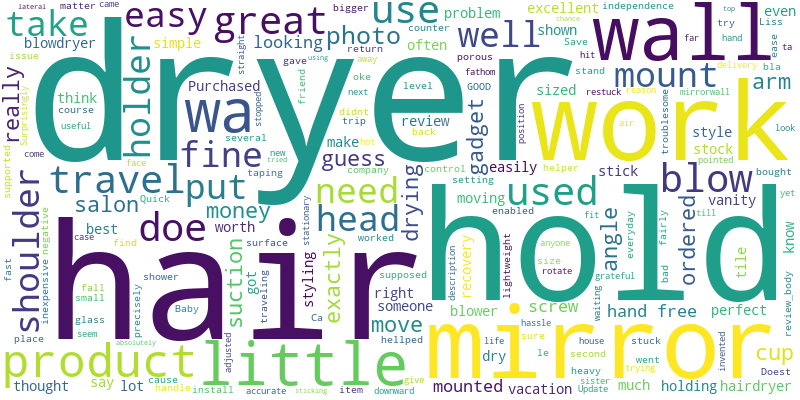 lateral
matter
came
easy
great
use
problem
excellent
bigger
top
independence
even
take
blowdryer
simple
looking
photo
counter
well
shown
far
try
hand
Liss
ease
ta
issue
dryer
wall
often
return
gave
straight
using
away
Save
hit
chance
porous
fathom
bla
really
holder
Purchased
wa
friend
oke
level
GOOD
stand
restuck
reason
delivery
mirrorwall
mount
arm
think
course
useful
Surprisingly
stopped
next
didnt
trip
review
sized
work
supported
come
face
fine
several
new
tried
taping
make
hot
back
guess
company
control
gadget
position
air
troublesome
style
stock
pointed
look
travel
put
salon
Quick
money
need
head
drying
easily
helper
setting
moving
enabled
stick
used
blow
vanity
bought
yet
till
shoulder
doe
best
worth
suction
surface
stationary
styling
exactly
description
recovery
lightweight
fit
everyday
anyone
size
rotate
angle
ordered
fairly
bad
grateful
tile
know
review_body
fast
inexpensive
negative
case
find
hair
got
traveling
worked
supposed
hold
fall
small
shower
precisely
Baby
Ca
right
someone
blower
screw
Waiting
hand free
perfect
place
glass
seem
move
hellped
life
hassle
house
stuck
invented
product
absolutely
little
adjusted
dry
sure
mirror
cup
thought
say
lot
cause
handle
install
accurate
sticking
item
give
downward
mounted
le
second
heavy
vacation
went
trying
sister
Update
much
holding
hairdryer
Doest